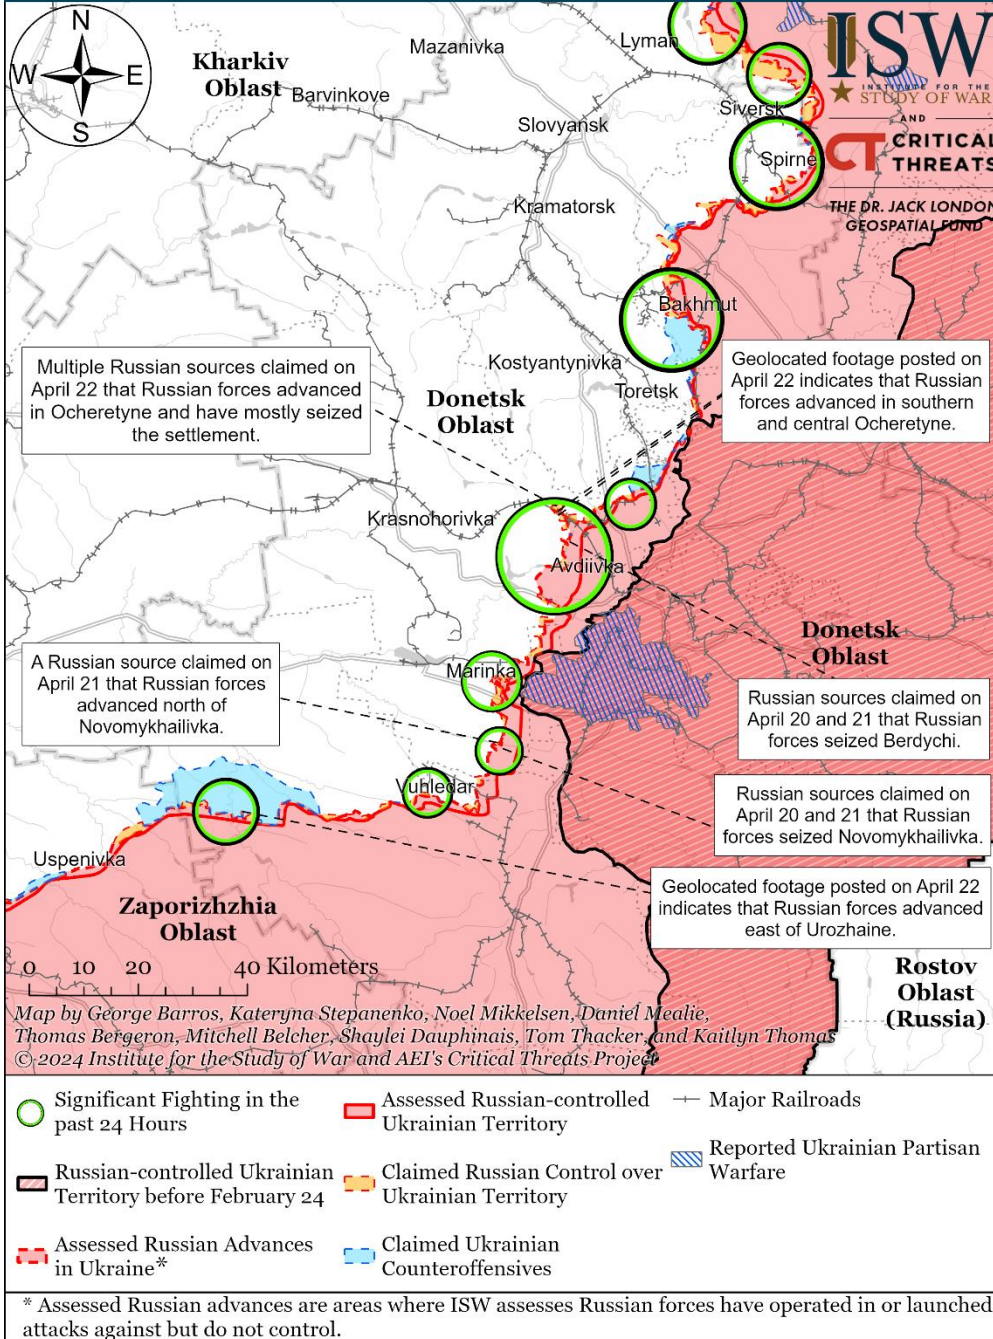 N
W
E
S
Kharkiv
Oblast
Mazanivka
Barvinkove
Slovyansk
Lyman
Siversk
Spirne
ISW
INSTITUTE FOR THE
STUDY OF WAR
AND
CT CRITICAL
THREATS
THE DR. JACK LONDON
GEOSPATIAL FUND
Kramatorsk
Bakhmut
Multiple Russian sources claimed on
April 22 that Russian forces advanced
in Ocheretyne and have mostly seized
the settlement.
Kostyantynivka
Toretsk
Donetsk
Oblast
Geolocated footage posted on
April 22 indicates that Russian
forces advanced in southern
and central Ocheretyne.
Krasnohorivka
Avdiivka
Donetsk
Oblast
A Russian source claimed on
April 21 that Russian forces
advanced north of
Novomykhailivka.
Marinka
Russian sources claimed on
April 20 and 21 that Russian
forces seized Berdychi.
Vuhledar
Russian sources claimed on
April 20 and 21 that Russian
forces seized Novomykhailivka.
Uspenivka
Geolocated footage posted on April 22
indicates that Russian forces advanced
east of Urozhaine.
Zaporizhzhia
Oblast
Rostov
Oblast
(Russia)
0 10 20 40 Kilometers
Map by George Barros, Kateryna Stepanenko, Noel Mikkelsen, Daniel Mealie,
Thomas Bergeron, Mitchell Belcher, Shaylei Dauphinais, Tom Thacker, and Kaitlyn Thomas
© 2024 Institute for the Study of War and AEI's Critical Threats Project
Significant Fighting in the
past 24 Hours
Russian-controlled Ukrainian
Territory before February 24
Assessed Russian Advances
in Ukraine*
Assessed Russian-controlled
Ukrainian Territory
Claimed Russian Control over
Ukrainian Territory
Claimed Ukrainian
Counteroffensives
Major Railroads
Reported Ukrainian Partisan
Warfare
* Assessed Russian advances are areas where ISW assesses Russian forces have operated in or launched
attacks against but do not control.